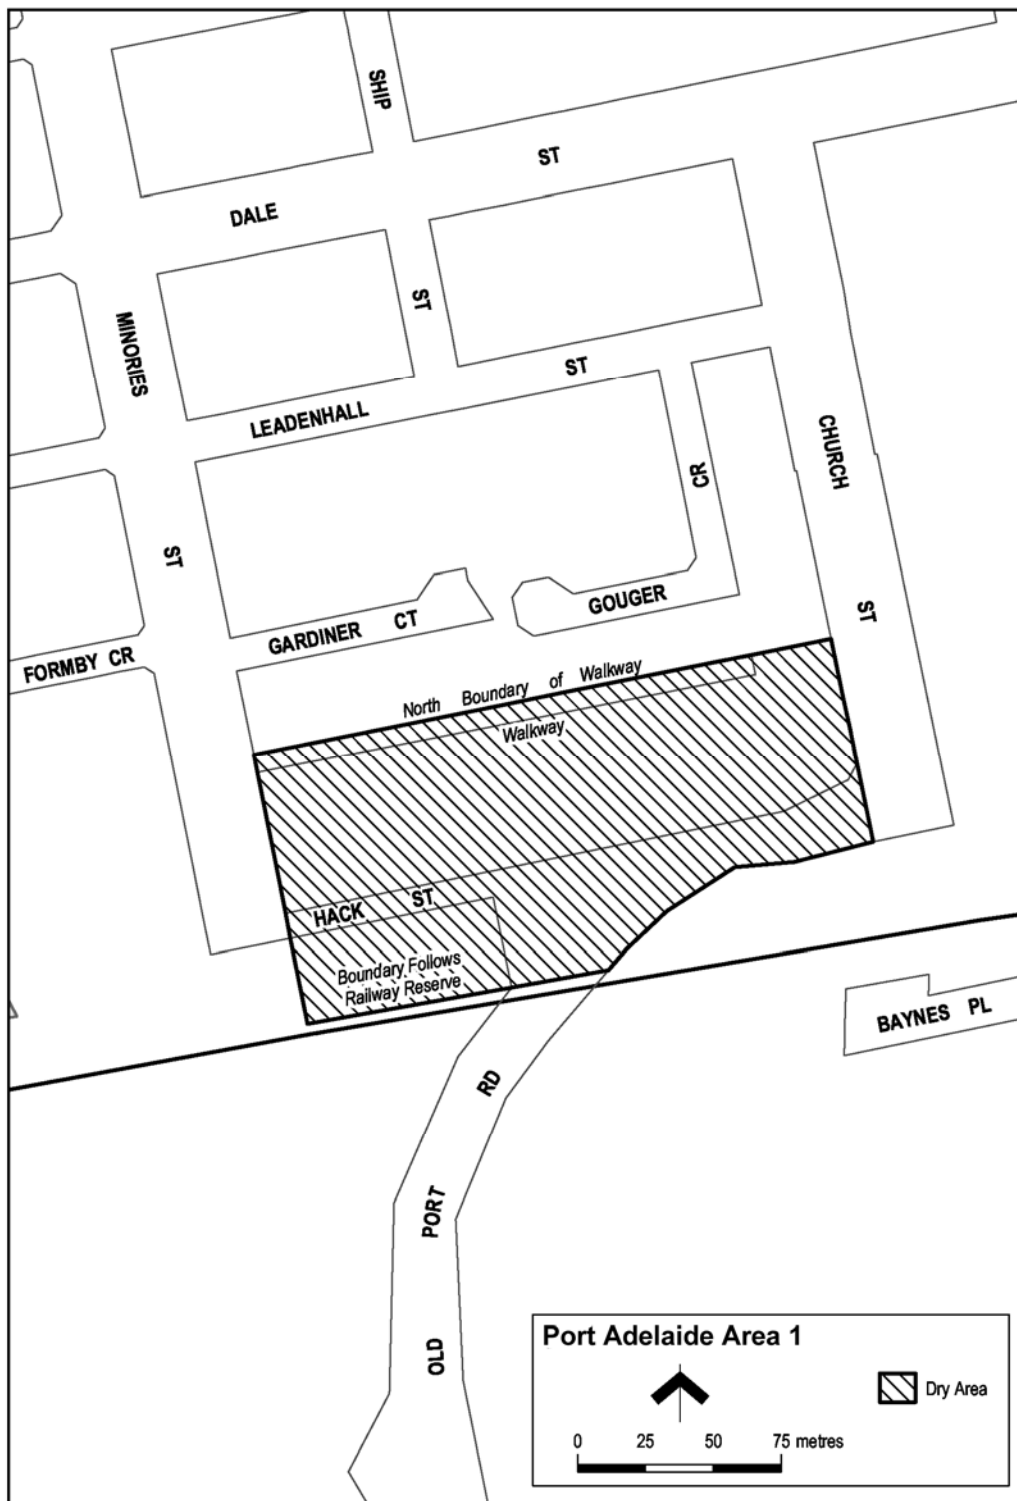 SHIP
ST
DALE
ST
MINORIES
ST
LEADENHALL
CHURCH
CR
ST
GOUGER
ST
GARDINER CT
FORMBY CR
North Boundary of Walkway
Walkway
HACK ST
Boundary Follows
Railway Reserve
BAYNES PL
RD
PORT
OLD
Port Adelaide Area 1
Dry Area
0 25 50 75 metres